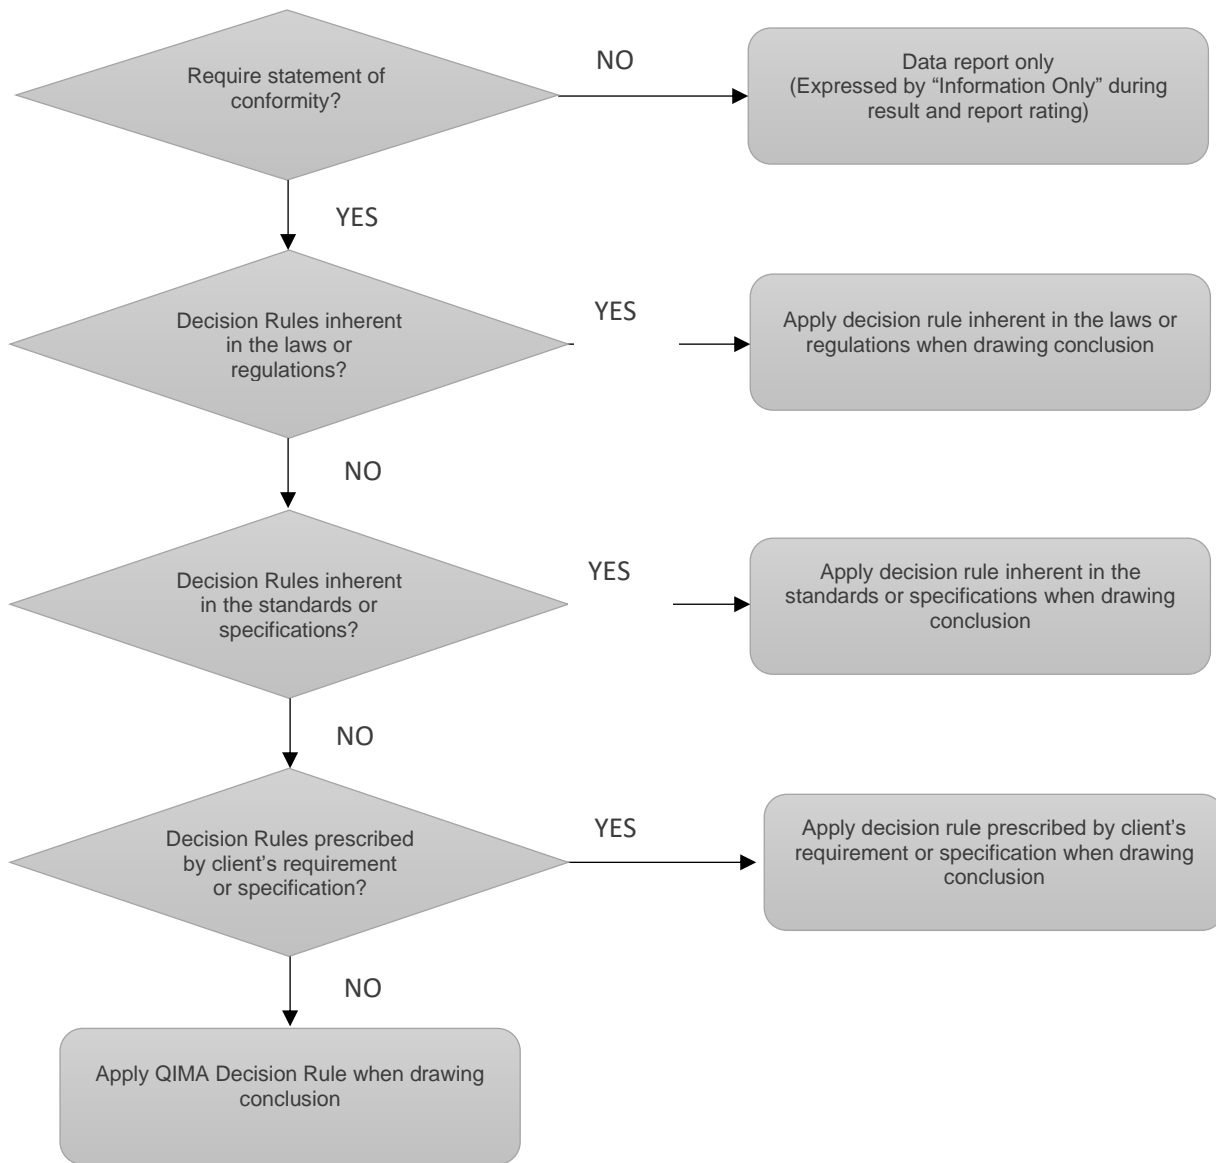 Require statement of
conformity?
NO
Data report only
(Expressed by “Information Only” during
result and report rating)
YES
Decision Rules inherent
in the laws or
regulations?
YES
Apply decision rule inherent in the laws or
regulations when drawing conclusion
NO
Decision Rules inherent
in the standards or
specifications?
YES
Apply decision rule inherent in the
standards or specifications when drawing
conclusion
NO
Decision Rules prescribed
by client’s requirement
or specification?
YES
Apply decision rule prescribed by client’s
requirement or specification when drawing
conclusion
NO
Apply QIMA Decision Rule when drawing
conclusion